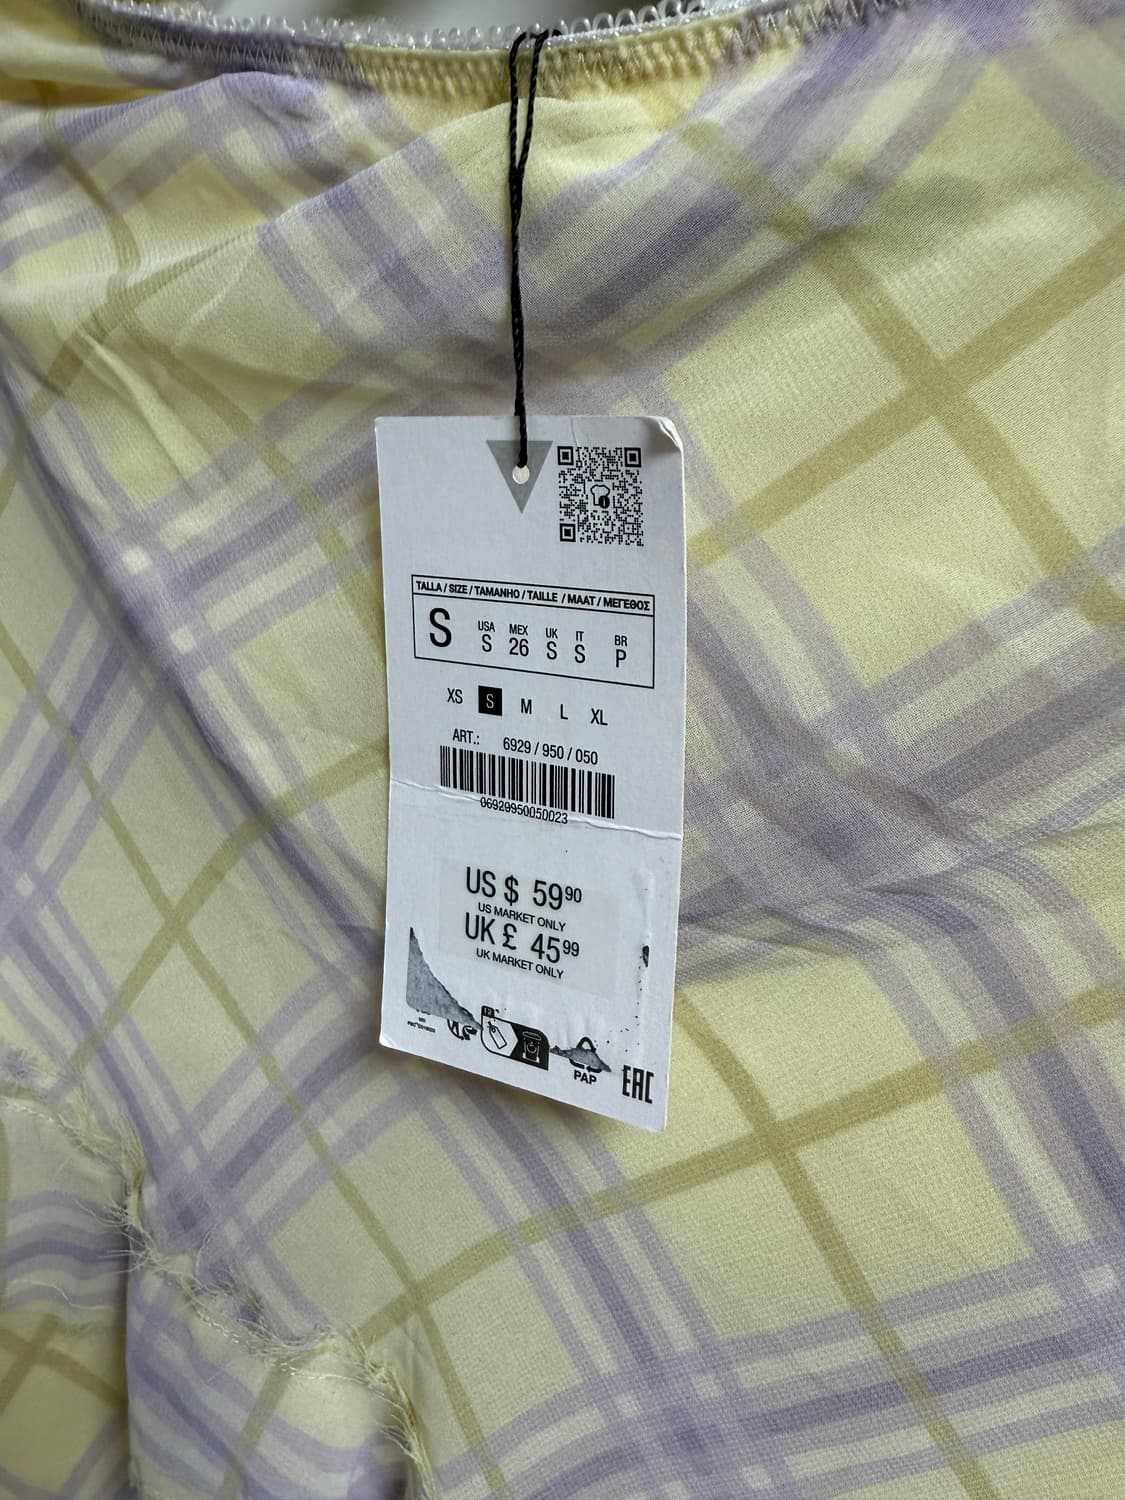 TALLA / SIZE / TAMANHO / TAILLE / MAAT / ΜΕΓΕΘΟΣ
S USA S MEX 26 UK S IT S BR P
XS S M L XL
ART.: 6929 / 950 / 050
06929950050023
US $ 59.90
US MARKET ONLY
UK £ 45.99
UK MARKET ONLY
PAP
EAC